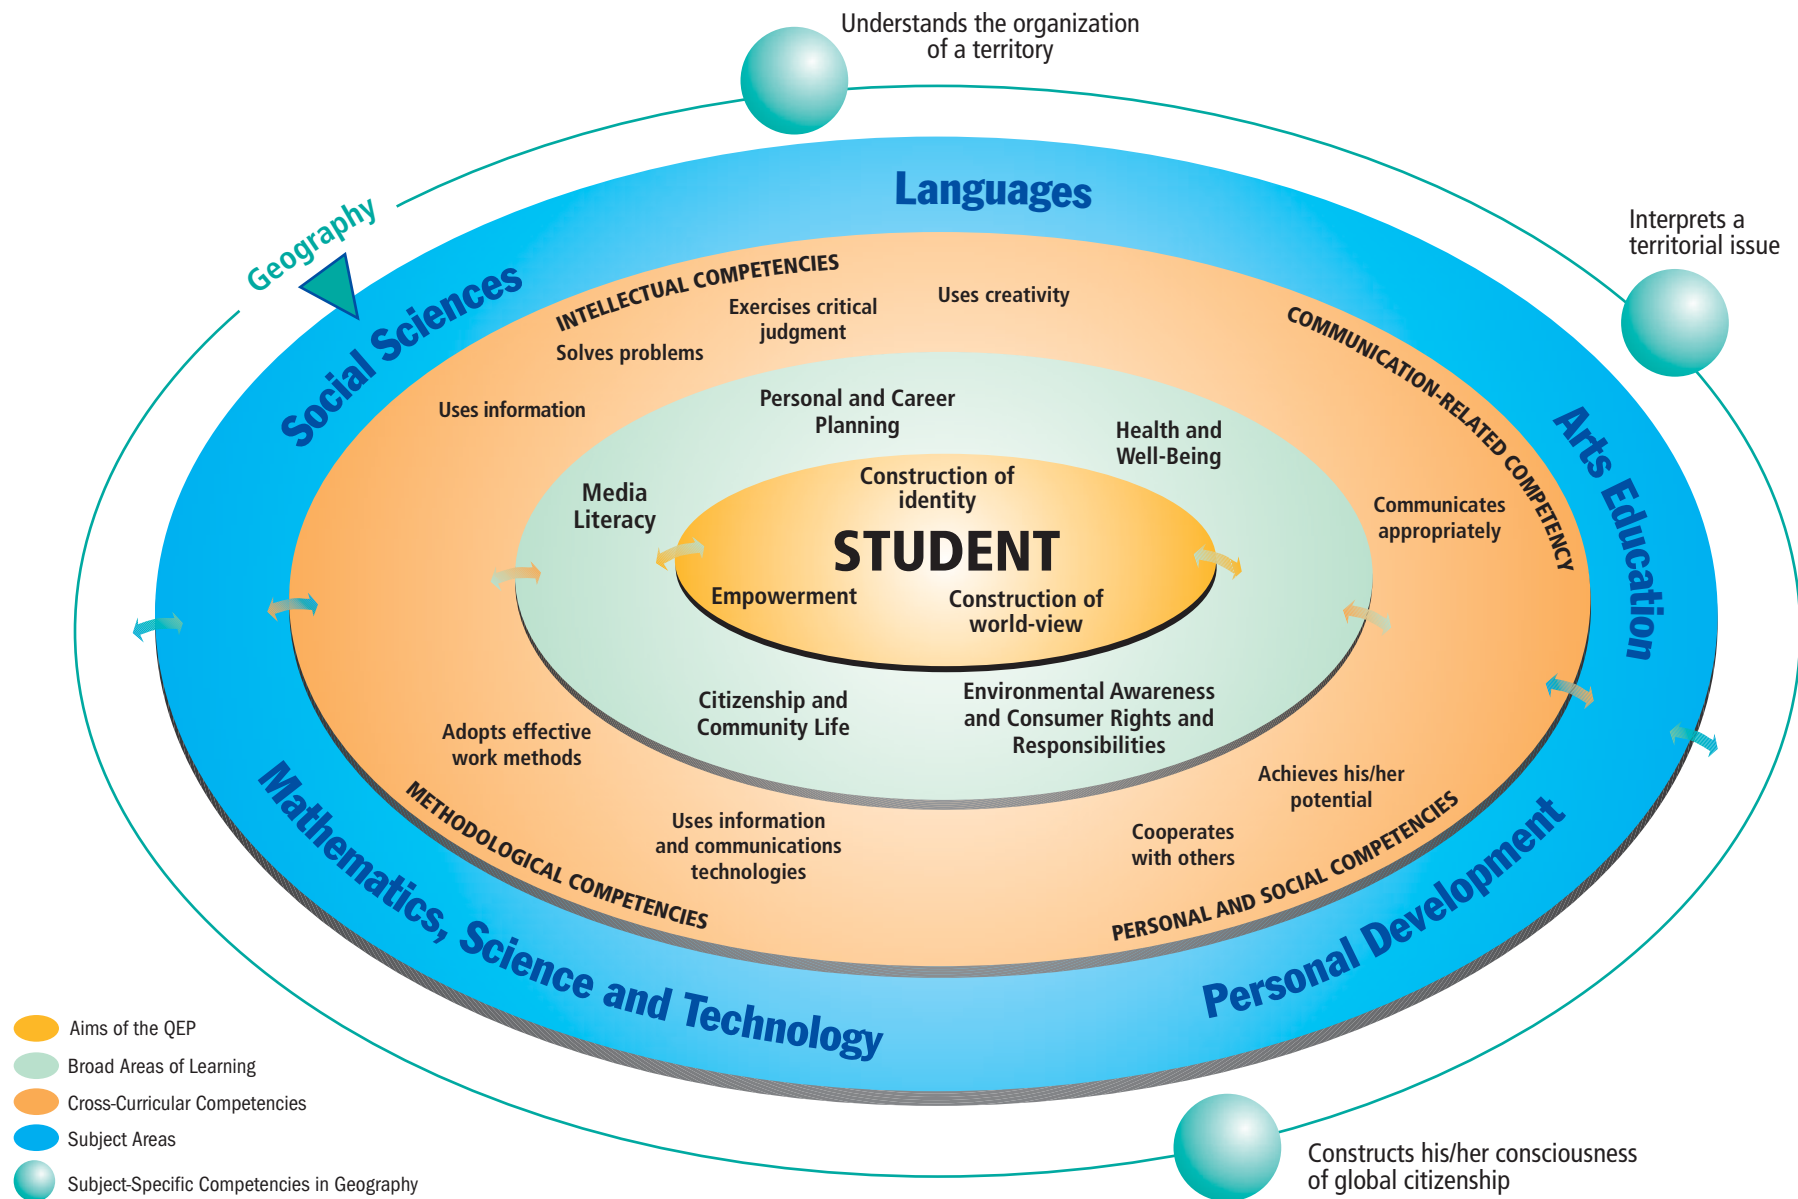 Understands the organization
of a territory
Languages
Geography
Interprets a
territorial issue
Social Sciences
INTELLECTUAL COMPETENCIES
Uses creativity
Exercises critical
judgment
Solves problems
Uses information
COMMUNICATION-RELATED COMPETENCY
Arts Education
Communicates
appropriately
Personal and Career
Planning
Health and
Well-Being
Media
Literacy
Construction of
identity
STUDENT
Empowerment
Construction of
world-view
Citizenship and
Community Life
Environmental Awareness
and Consumer Rights and
Responsibilities
Adopts effective
work methods
Uses information
and communications
technologies
METHODOLOGICAL COMPETENCIES
Achieves his/her
potential
Cooperates
with others
PERSONAL AND SOCIAL COMPETENCIES
Mathematics, Science and Technology
Personal Development
Aims of the QEP
Broad Areas of Learning
Cross-Curricular Competencies
Subject Areas
Subject-Specific Competencies in Geography
Constructs his/her consciousness
of global citizenship